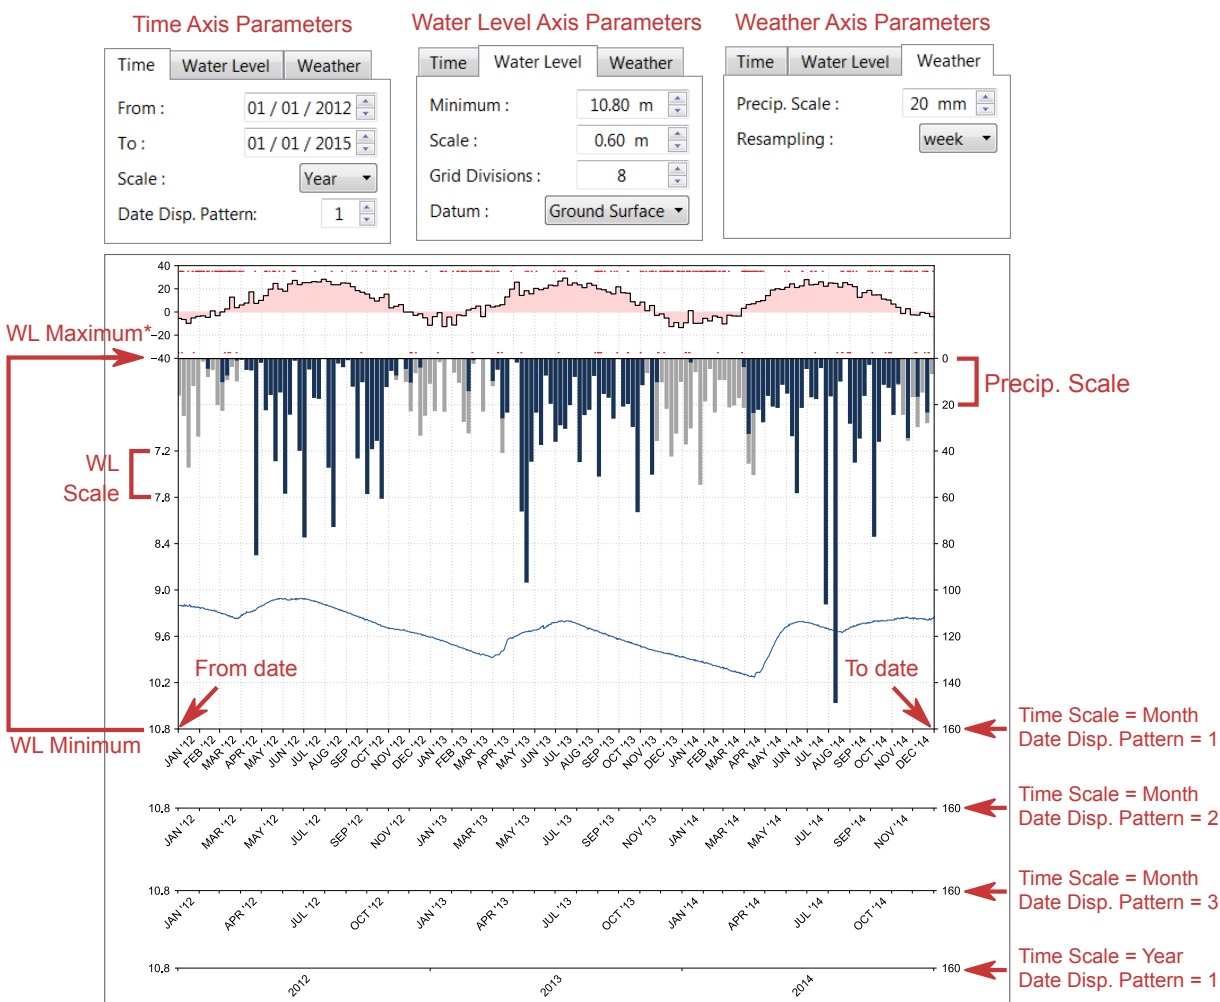 Time Axis Parameters
Water Level Axis Parameters
Weather Axis Parameters
Time Water Level Weather
From : 01 / 01 / 2012
To : 01 / 01 / 2015
Scale : Year
Date Disp. Pattern: 1
Time Water Level Weather
Minimum : 10.80 m
Scale : 0.60 m
Grid Divisions : 8
Datum : Ground Surface
Time Water Level Weather
Precip. Scale : 20 mm
Resampling : week
40
20
0
−20
−40
WL Maximum*
WL
Scale
WL Minimum
7.2
7.8
8.4
9.0
9.6
10.2
10.8
0
20
40
60
80
100
120
140
160
Precip. Scale
From date
To date
JAN '12 FEB '12 MAR '12 APR '12 MAY '12 JUN '12 JUL '12 AUG '12 SEP '12 OCT '12 NOV '12 DEC '12 JAN '13 FEB '13 MAR '13 APR '13 MAY '13 JUN '13 JUL '13 AUG '13 SEP '13 OCT '13 NOV '13 DEC '13 JAN '14 FEB '14 MAR '14 APR '14 MAY '14 JUN '14 JUL '14 AUG '14 SEP '14 OCT '14 NOV '14 DEC '14
Time Scale = Month
Date Disp. Pattern = 1
10.8 160
JAN '12 MAR '12 MAY '12 JUL '12 SEP '12 NOV '12 JAN '13 MAR '13 MAY '13 JUL '13 SEP '13 NOV '13 JAN '14 MAR '14 MAY '14 JUL '14 SEP '14 NOV '14
Time Scale = Month
Date Disp. Pattern = 2
10.8 160
JAN '12 APR '12 JUL '12 OCT '12 JAN '13 APR '13 JUL '13 OCT '13 JAN '14 APR '14 JUL '14 OCT '14
Time Scale = Month
Date Disp. Pattern = 3
10.8 160
2012 2013 2014
Time Scale = Year
Date Disp. Pattern = 1